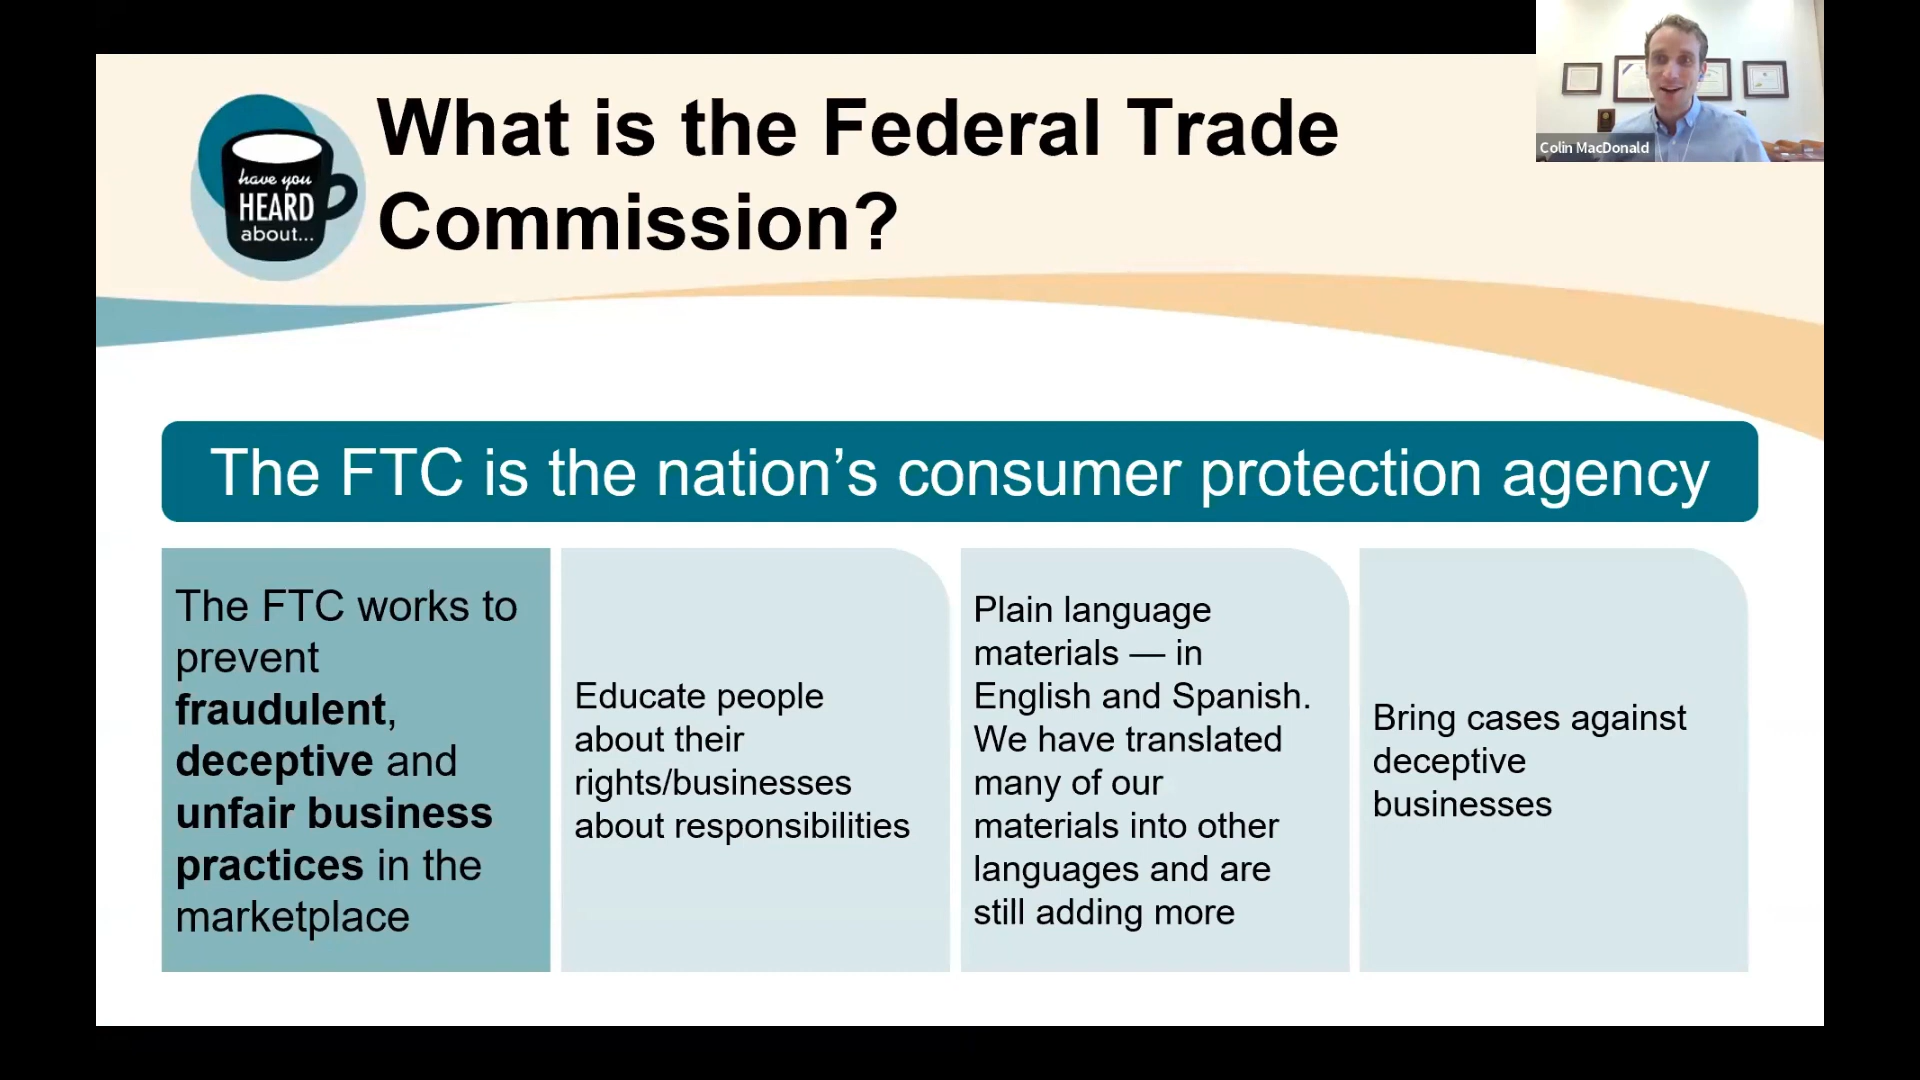 What is the Federal Trade
Commission?
have you
HEARD
about...
Colin MacDonald
The FTC is the nation’s consumer protection agency
The FTC works to
prevent
fraudulent,
deceptive and
unfair business
practices in the
marketplace
Educate people
about their
rights/businesses
about responsibilities
Plain language
materials — in
English and Spanish.
We have translated
many of our
materials into other
languages and are
still adding more
Bring cases against
deceptive
businesses